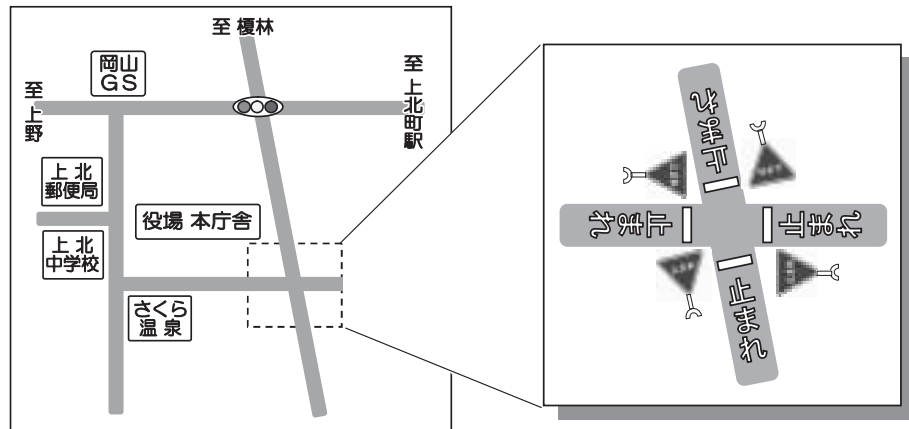 至 榎林
岡山
GS
至 上野
至 上北町駅
上 北
郵便局
上 北
中学校
役場 本庁舎
さくら
温 泉
止まれ
止まれ
止まれ
止まれ